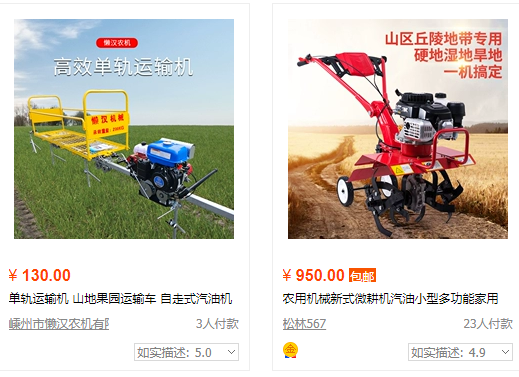 懒汉农机
高效单轨运输机
懒汉机械
¥ 130.00
单轨运输机 山地果园运输车 自走式汽油机
嵊州市懒汉农机有
3人付款
如实描述: 5.0
山区丘陵地带专用
硬地湿地旱地
一机搞定
¥ 950.00 包邮
农用机械新式微耕机汽油小型多功能家用
松林567
23人付款
金
如实描述: 4.9